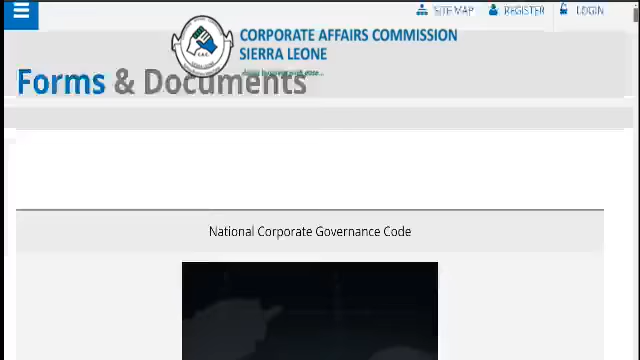 SITE MAP REGISTER LOGIN
CORPORATE AFFAIRS COMMISSION
SIERRA LEONE
Forms & Documents
National Corporate Governance Code